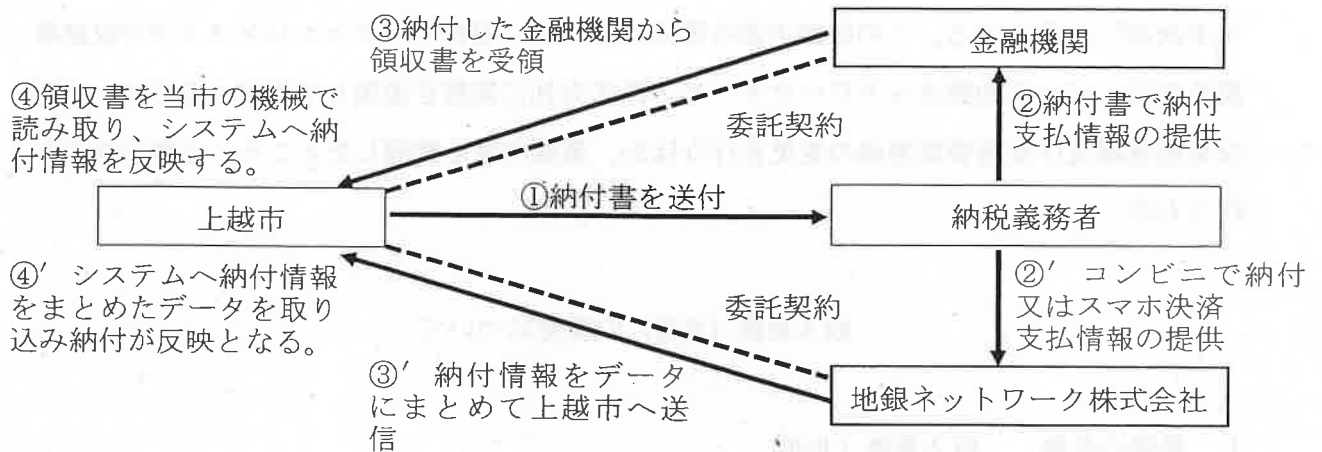 ③納付した金融機関から
領収書を受領
金融機関
④領収書を当市の機械で
読み取り、システムへ納
付情報を反映する。
委託契約
②納付書で納付
支払情報の提供
①納付書を送付
上越市
納税義務者
④′ システムへ納付情報
をまとめたデータを取り
込み納付が反映となる。
委託契約
②′ コンビニで納付
又はスマホ決済
支払情報の提供
③′ 納付情報をデータ
にまとめて上越市へ送
信
地銀ネットワーク株式会社